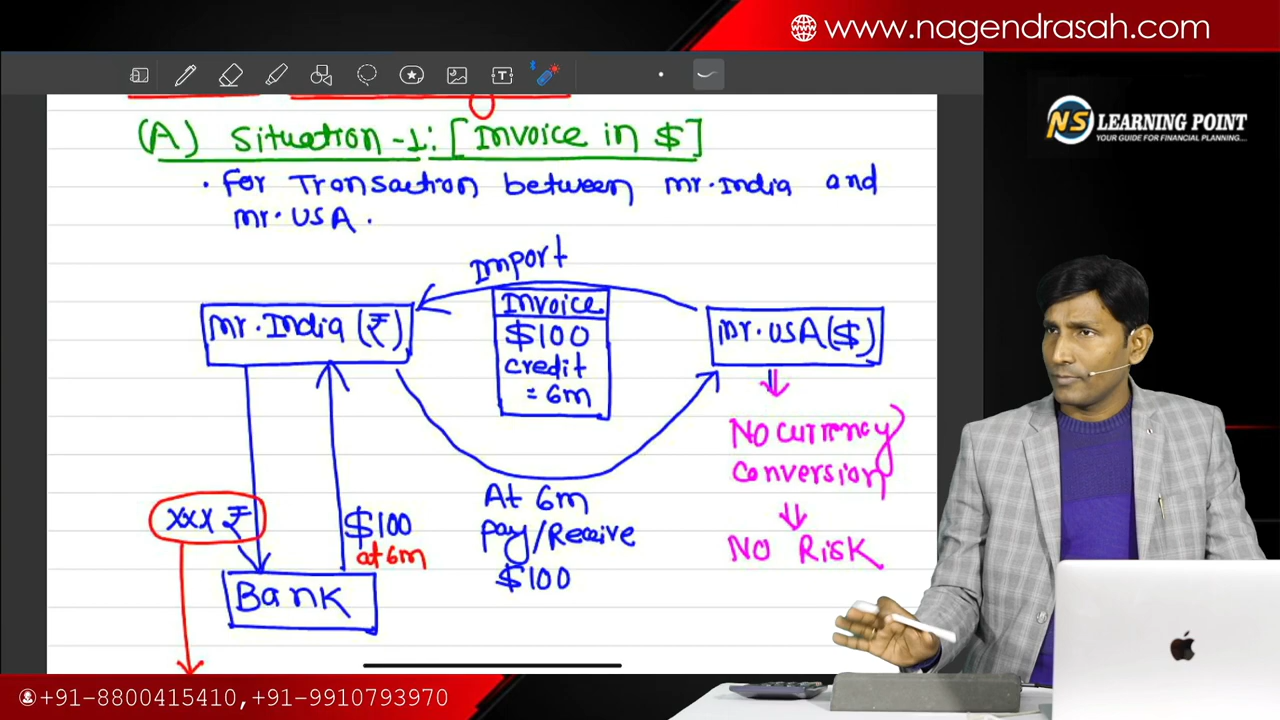 www.nagendrasah.com
NS LEARNING POINT
YOUR GUIDE FOR FINANCIAL PLANNING....
(A) Situation-1: [Invoice in $]
• For Transaction between Mr. India and
Mr. USA.
Import
Invoice
$100
credit
= 6m
Mr. India (₹)
Mr. USA ($)
No currency
conversion
No Risk
At 6m
pay/Receive
$100
xxx ₹
$100
at 6m
Bank
+91-8800415410,+91-9910793970